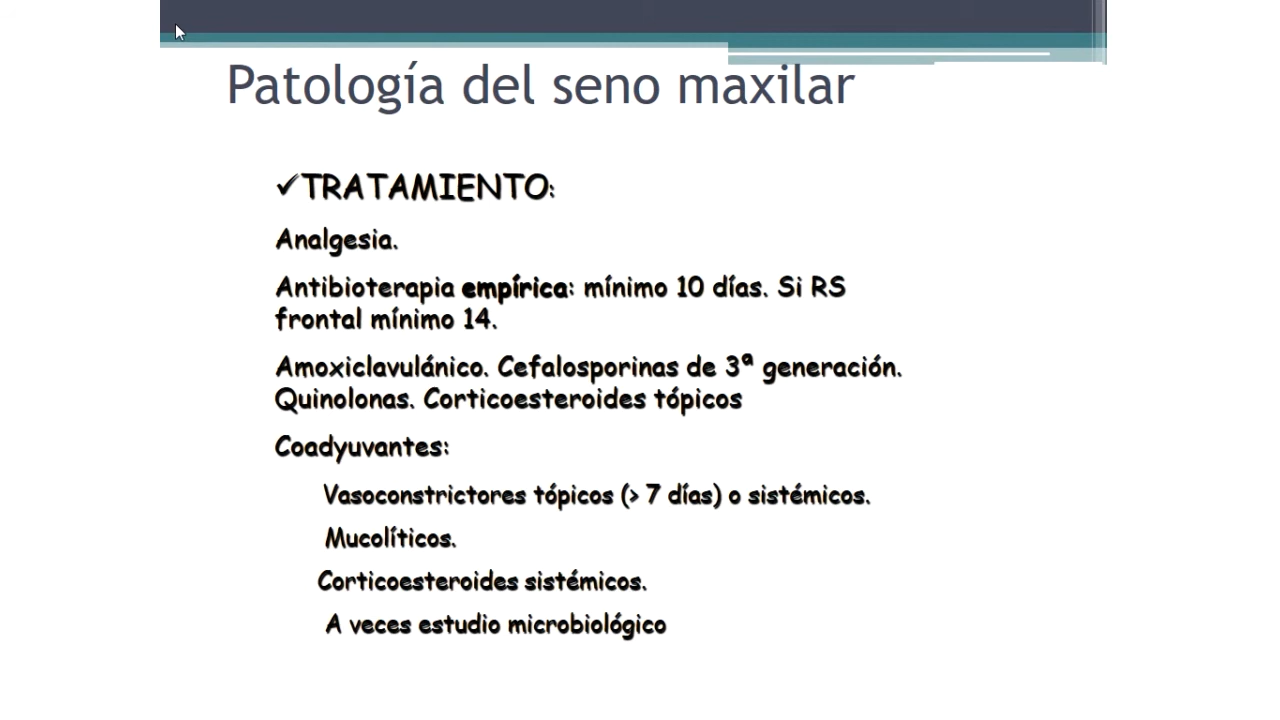 Patología del seno maxilar
✓TRATAMIENTO:
Analgesia.
Antibioterapia empírica: mínimo 10 días. Si RS
frontal mínimo 14.
Amoxiclavulánico. Cefalosporinas de 3ª generación.
Quinolonas. Corticoesteroides tópicos
Coadyuvantes:
Vasoconstrictores tópicos (> 7 días) o sistémicos.
Mucolíticos.
Corticoesteroides sistémicos.
A veces estudio microbiológico